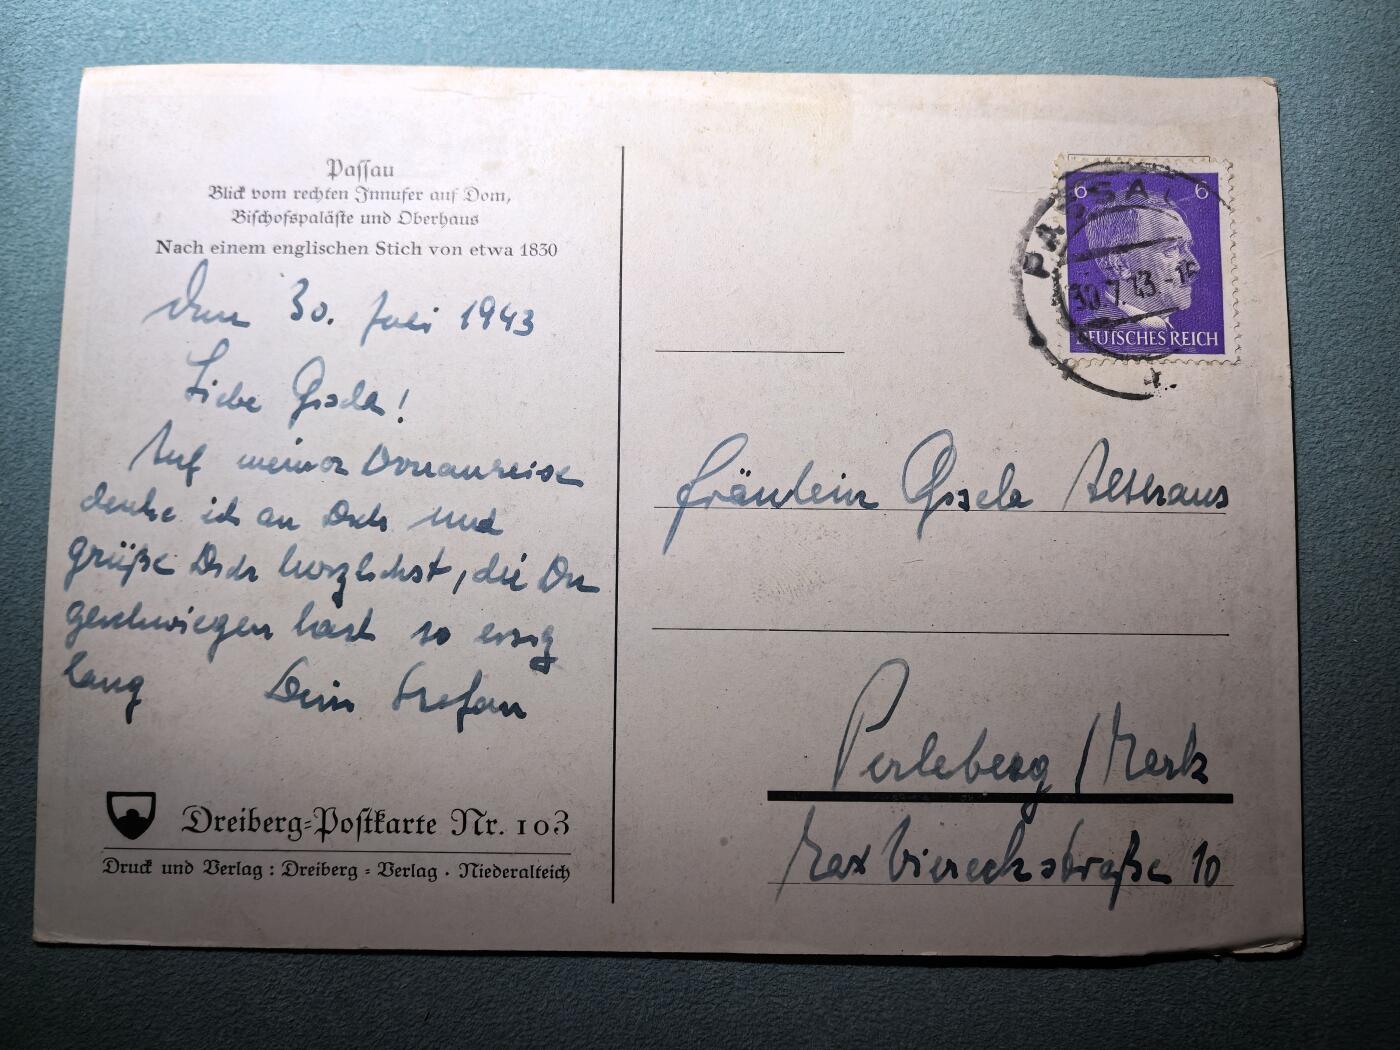 Passau
Blick vom rechten Innufer auf Dom,
Bischofspaläste und Oberhaus
Nach einem englischen Stich von etwa 1830
Den 30. Juli 1943
Liebe Gisela!
Auf meiner Donaureise
denke ich an Dich und
grüße Dich herzlichst, die Du
geschwiegen hast so ewig
lang Dein Stefan
Dreiberg-Postkarte Nr. 103
Druck und Verlag: Dreiberg-Verlag · Niederalteich
PASSAU
30.7.43
4
6 6
DEUTSCHES REICH
Fräulein Gisela
Perleberg / Mark
Max Viereckstraße 10